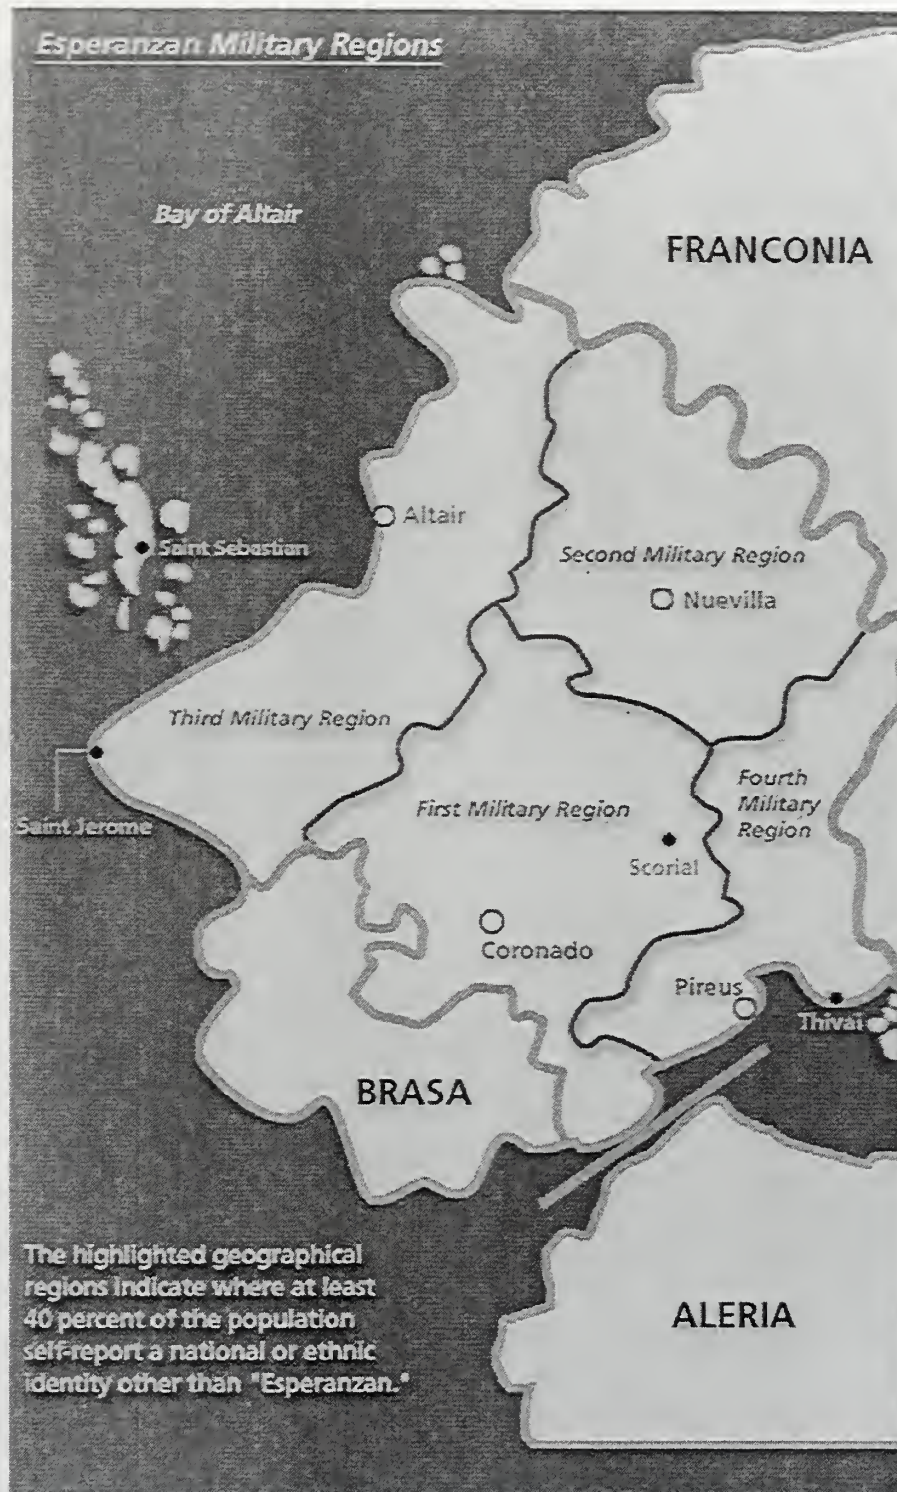 Esperanzan Military Regions
Bay of Altair
FRANCONIA
Altair
Saint Sebastian
Second Military Region
Nuevilla
Third Military Region
Fourth
Military
Region
First Military Region
Saint Jerome
Scorial
Coronado
Pireus
Thivai
BRASA
The highlighted geographical
regions indicate where at least
40 percent of the population
self-report a national or ethnic
identity other than "Esperanzan."
ALERIA